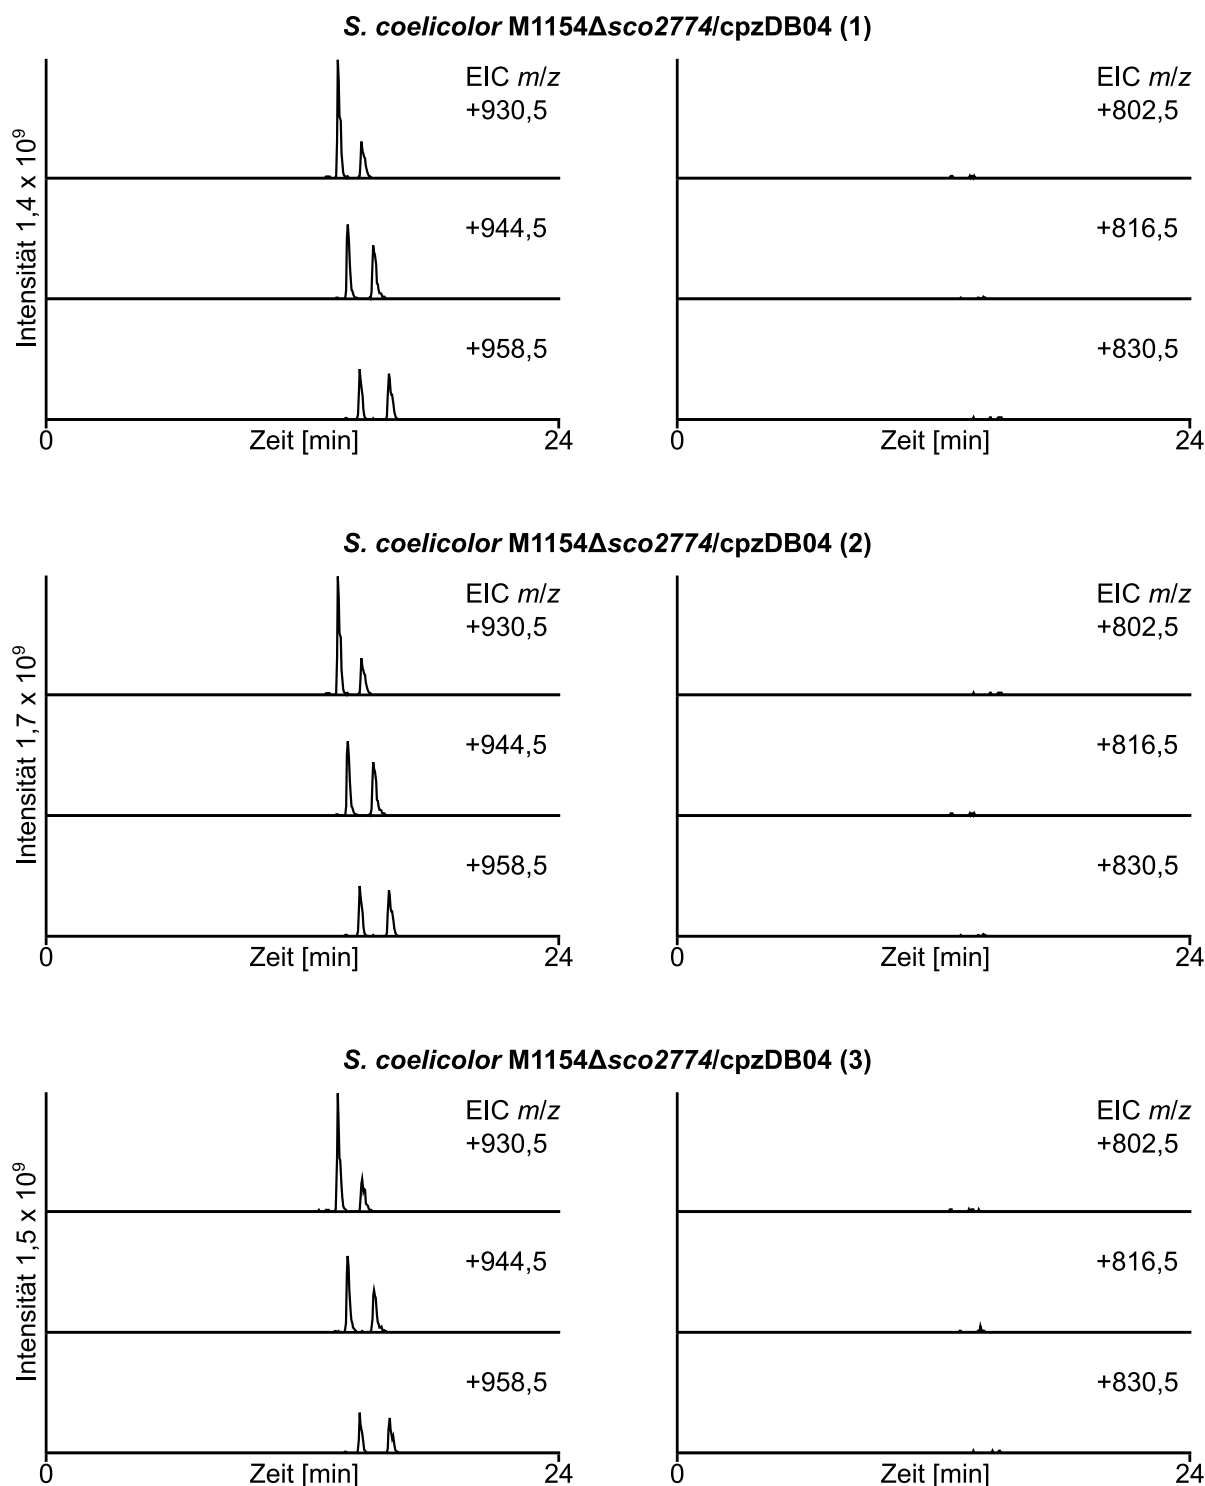 S. coelicolor M1154Δsco2774/cpzDB04 (1)
Intensität 1,4 x 10⁹
EIC m/z
+930,5
+944,5
+958,5
0 Zeit [min] 24
EIC m/z
+802,5
+816,5
+830,5
0 Zeit [min] 24
S. coelicolor M1154Δsco2774/cpzDB04 (2)
Intensität 1,7 x 10⁹
EIC m/z
+930,5
+944,5
+958,5
0 Zeit [min] 24
EIC m/z
+802,5
+816,5
+830,5
0 Zeit [min] 24
S. coelicolor M1154Δsco2774/cpzDB04 (3)
Intensität 1,5 x 10⁹
EIC m/z
+930,5
+944,5
+958,5
0 Zeit [min] 24
EIC m/z
+802,5
+816,5
+830,5
0 Zeit [min] 24